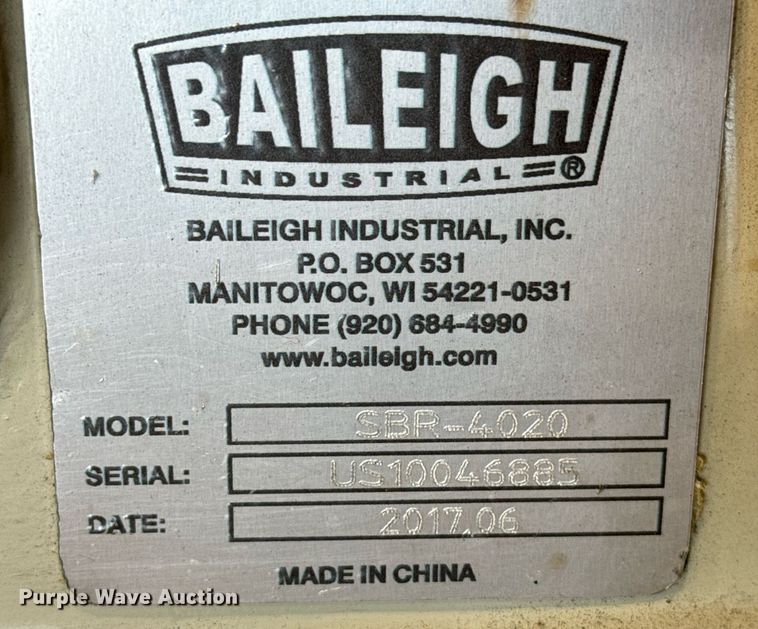 BAILEIGH
INDUSTRIAL ®
BAILEIGH INDUSTRIAL, INC.
P.O. BOX 531
MANITOWOC, WI 54221-0531
PHONE (920) 684-4990
www.baileigh.com
MODEL: SBR-4020
SERIAL: US10046885
DATE: 2017.06
MADE IN CHINA
Purple Wave Auction